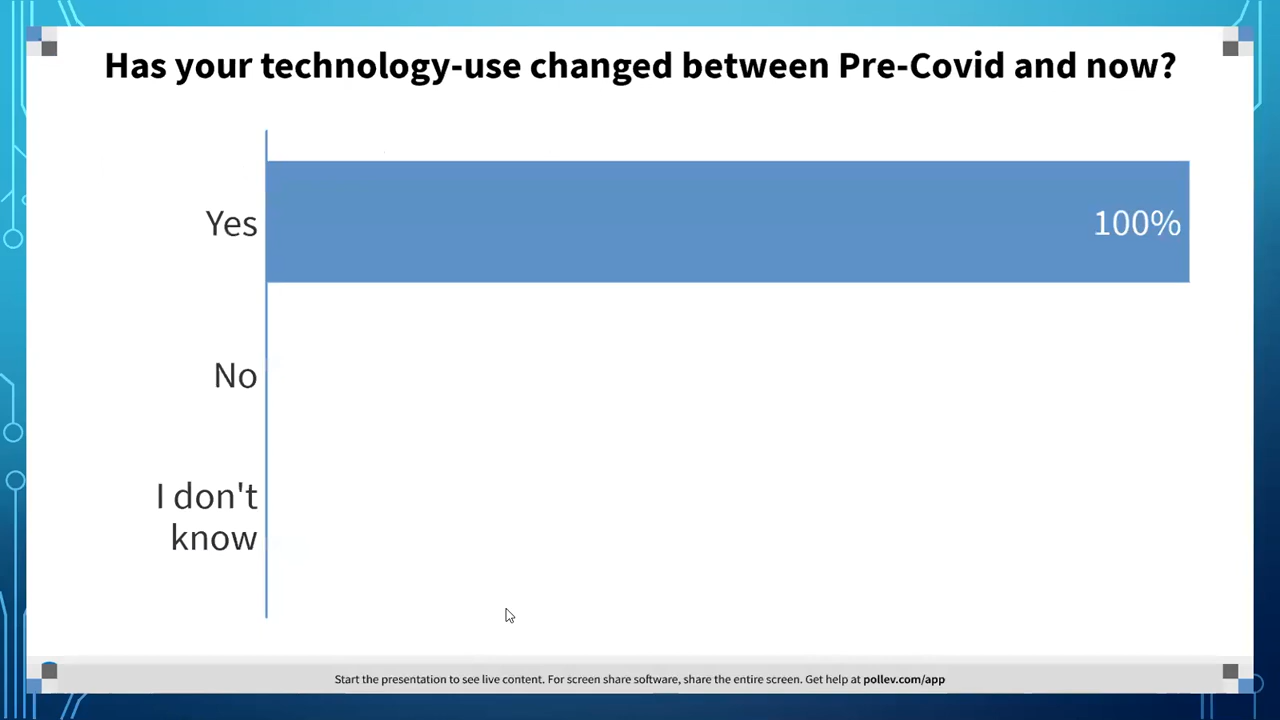 Has your technology-use changed between Pre-Covid and now?
Yes
100%
No
I don't
know
Start the presentation to see live content. For screen share software, share the entire screen. Get help at pollev.com/app